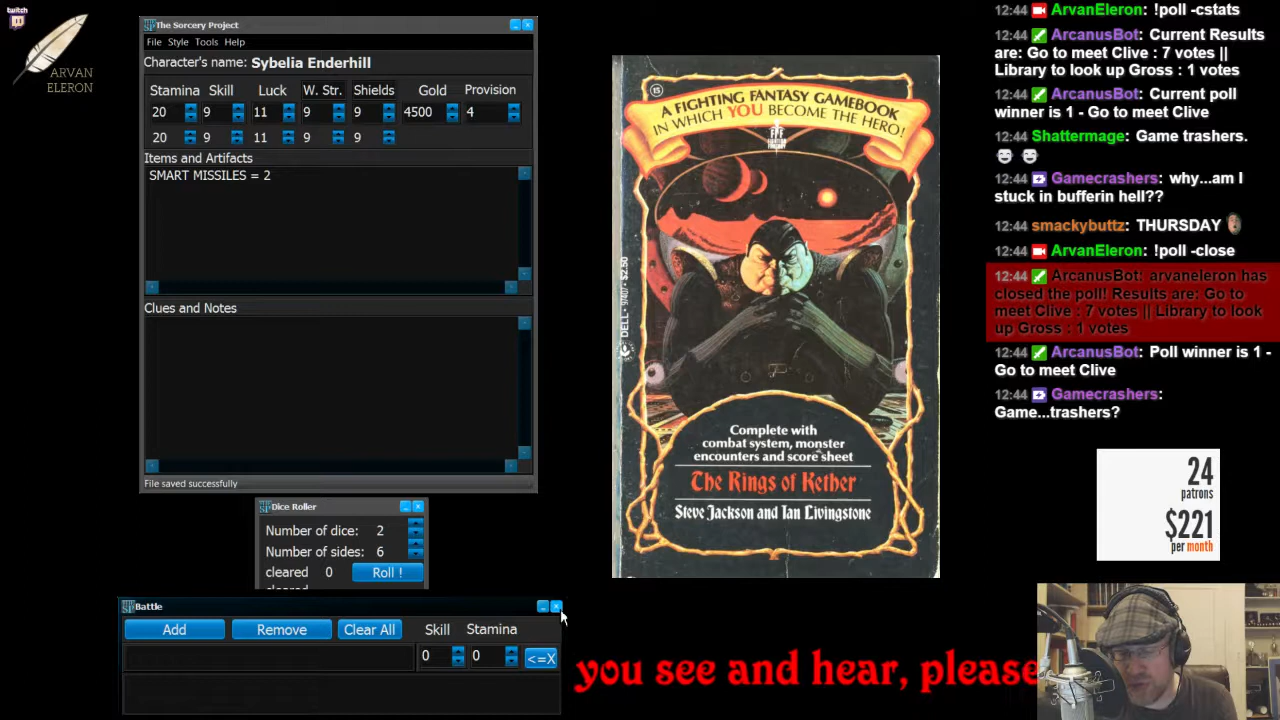 twitch
ARVAN
ELERON
The Sorcery Project
File Style Tools Help
Character's name: Sybelia Enderhill
Stamina Skill Luck W. Str. Shields Gold Provision
20 9 11 9 9 4500 4
20 9 11 9 9
Items and Artifacts
SMART MISSILES = 2
Clues and Notes
File saved successfully
Dice Roller
Number of dice: 2
Number of sides: 6
cleared 0 Roll !
Battle
Add Remove Clear All Skill Stamina
0 0 <=X
15
A FIGHTING FANTASY GAMEBOOK
IN WHICH YOU BECOME THE HERO!
DELL • 97407 • $2.50
Complete with
combat system, monster
encounters and score sheet
The Rings of Kether
Steve Jackson and Ian Livingstone
you see and hear, please
12:44 ArvanEleron: !poll -cstats
12:44 ArcanusBot: Current Results
are: Go to meet Clive : 7 votes ||
Library to look up Gross : 1 votes
12:44 ArcanusBot: Current poll
winner is 1 - Go to meet Clive
12:44 Shattermage: Game trashers.
12:44 Gamecrashers: why...am I
stuck in bufferin hell??
12:44 smackybuttz: THURSDAY
12:44 ArvanEleron: !poll -close
12:44 ArcanusBot: arvaneleron has
closed the poll! Results are: Go to
meet Clive : 7 votes || Library to look
up Gross : 1 votes
12:44 ArcanusBot: Poll winner is 1 -
Go to meet Clive
12:44 Gamecrashers:
Game...trashers?
24
patrons
$221
per month